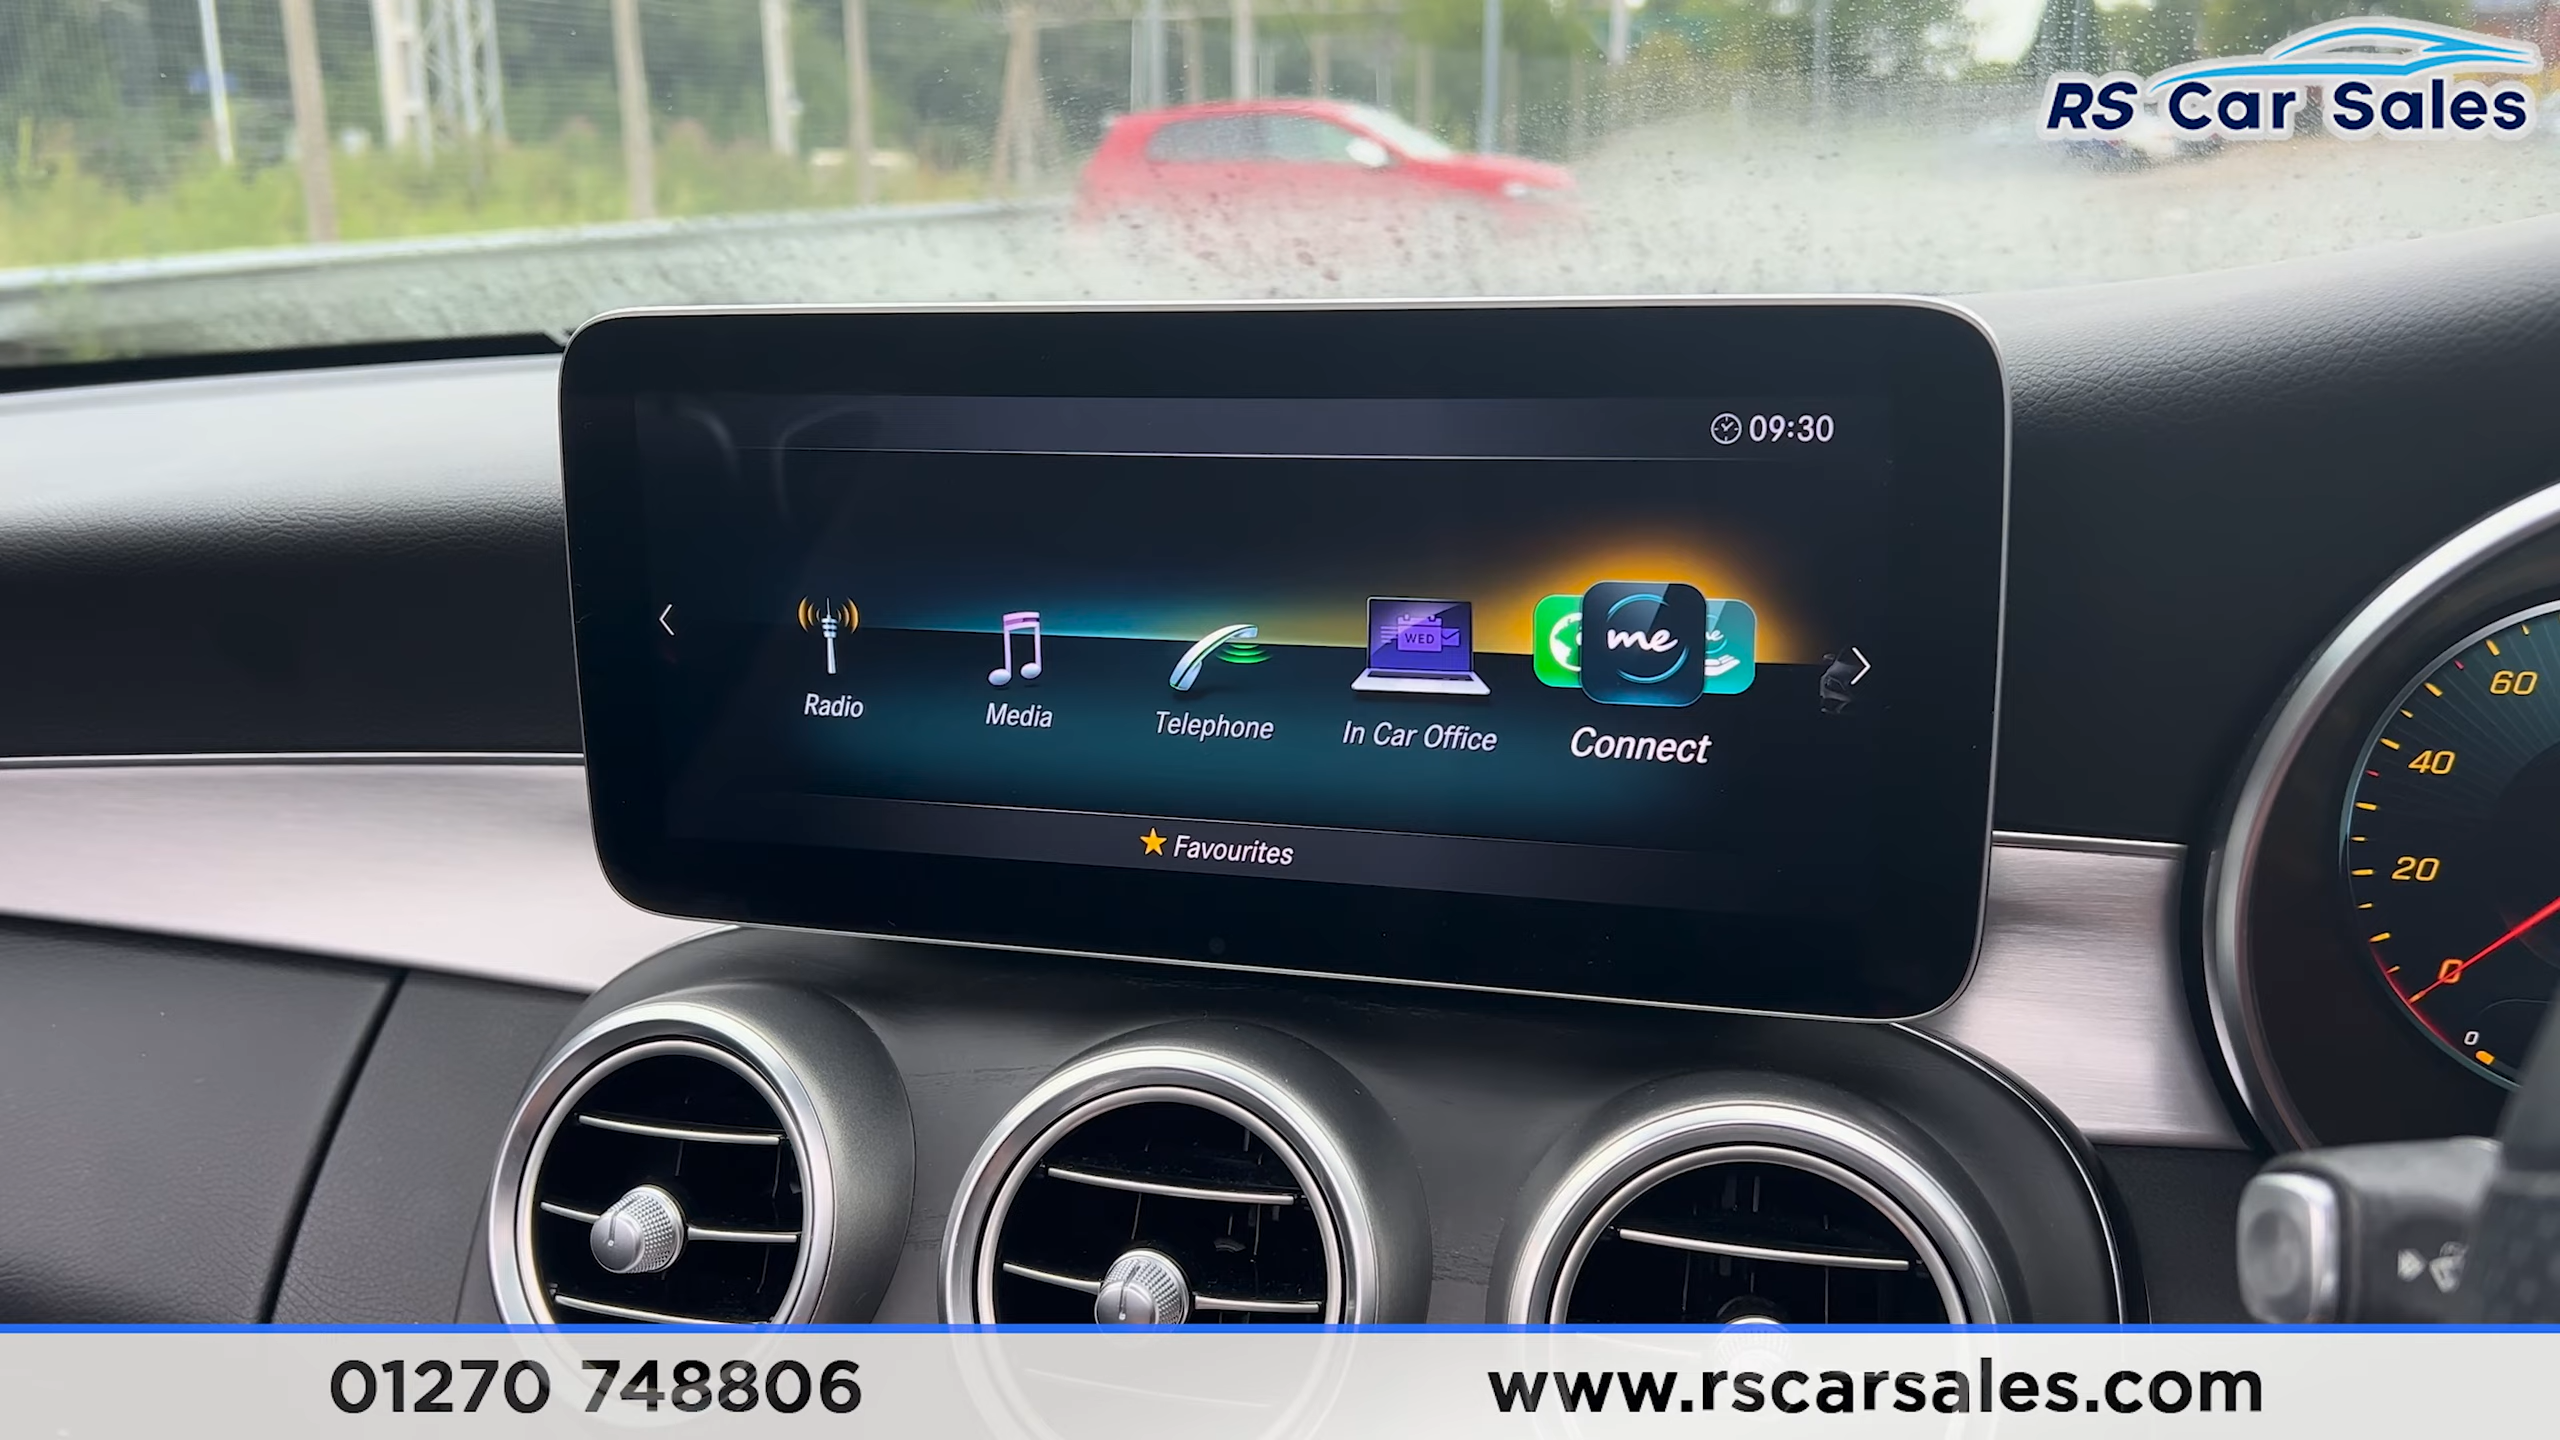 RS Car Sales
09:30
WED
me
Radio
Media
Telephone
In Car Office
Connect
Favourites
60
40
20
0
0
01270 748806
www.rscarsales.com